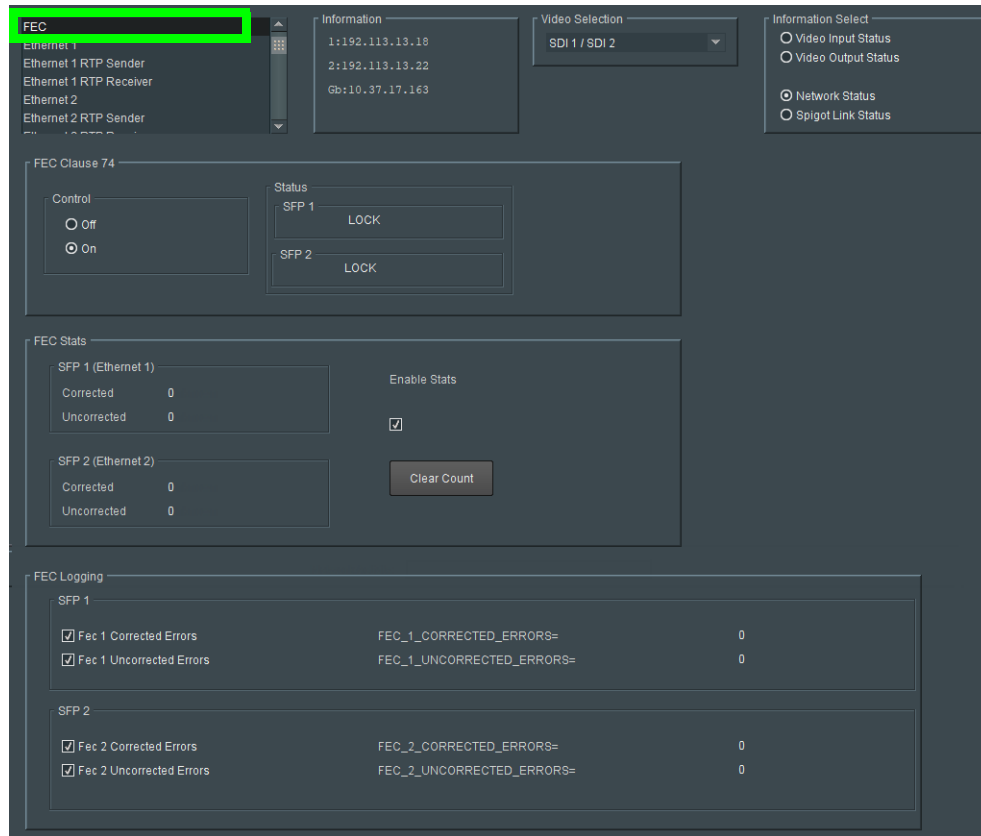 FEC
Ethernet 1
Ethernet 1 RTP Sender
Ethernet 1 RTP Receiver
Ethernet 2
Ethernet 2 RTP Sender
Information
1:192.113.13.18
2:192.113.13.22
Gb:10.37.17.163
Video Selection
SDI 1 / SDI 2
Information Select
Video Input Status
Video Output Status
Network Status
Spigot Link Status
FEC Clause 74
Control
Off
On
Status
SFP 1
LOCK
SFP 2
LOCK
FEC Stats
SFP 1 (Ethernet 1)
Corrected 0
Uncorrected 0
Enable Stats
SFP 2 (Ethernet 2)
Corrected 0
Uncorrected 0
Clear Count
FEC Logging
SFP 1
Fec 1 Corrected Errors FEC_1_CORRECTED_ERRORS= 0
Fec 1 Uncorrected Errors FEC_1_UNCORRECTED_ERRORS= 0
SFP 2
Fec 2 Corrected Errors FEC_2_CORRECTED_ERRORS= 0
Fec 2 Uncorrected Errors FEC_2_UNCORRECTED_ERRORS= 0